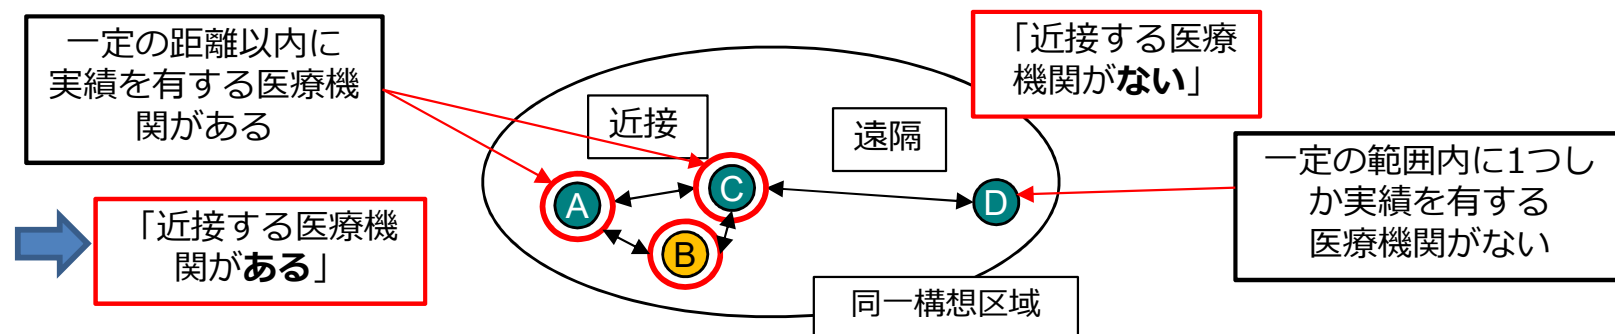 一定の距離以内に
実績を有する医療機
関がある
「近接する医療機
関がある」
近接
遠隔
A
C
B
D
同一構想区域
「近接する医療
機関がない」
一定の範囲内に1つし
か実績を有する
医療機関がない